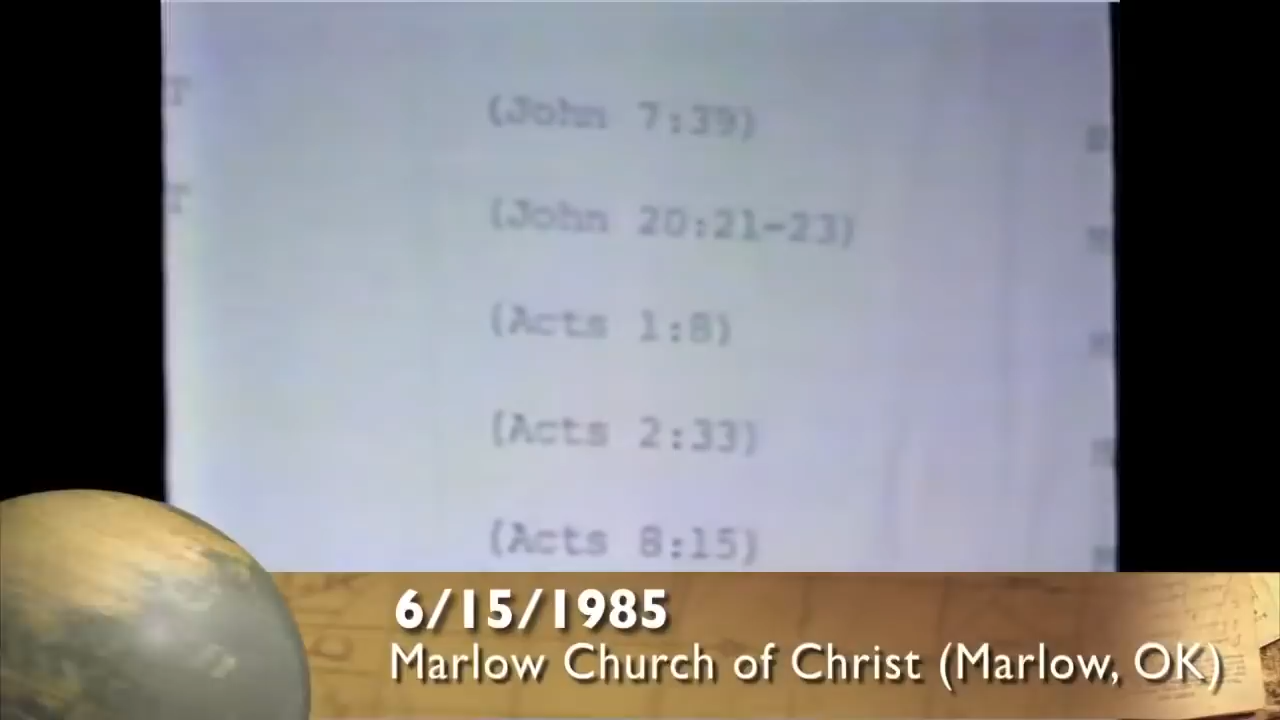 (John 7:39)
(John 20:21-23)
(Acts 1:8)
(Acts 2:33)
(Acts 8:15)
6/15/1985
Marlow Church of Christ (Marlow, OK)